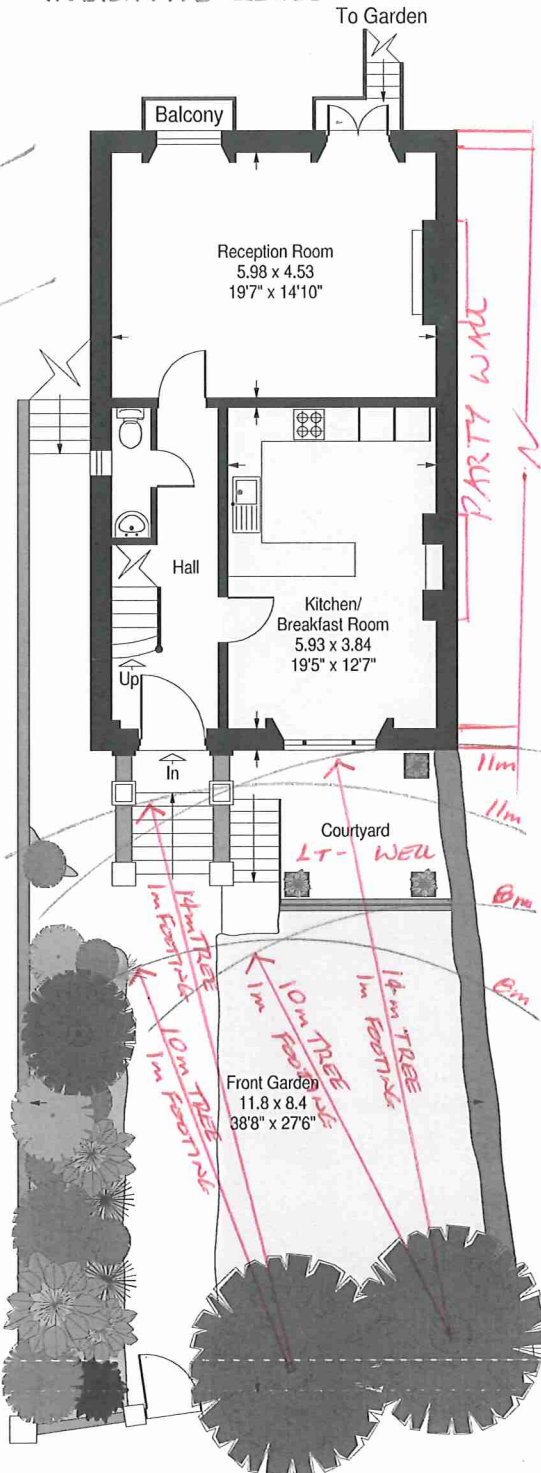 To Garden
Balcony
Reception Room
5.98 x 4.53
19'7" x 14'10"
PARTY WALL
N
Hall
Kitchen/
Breakfast Room
5.93 x 3.84
19'5" x 12'7"
Up
In
11m
Courtyard
11m
LT- WELL
8m
14m TREE
1m FOOTING
14m TREE
1m FOOTING
8m
10m TREE
1m FOOTING
10m TREE
1m FOOTING
Front Garden
11.8 x 8.4
38'8" x 27'6"